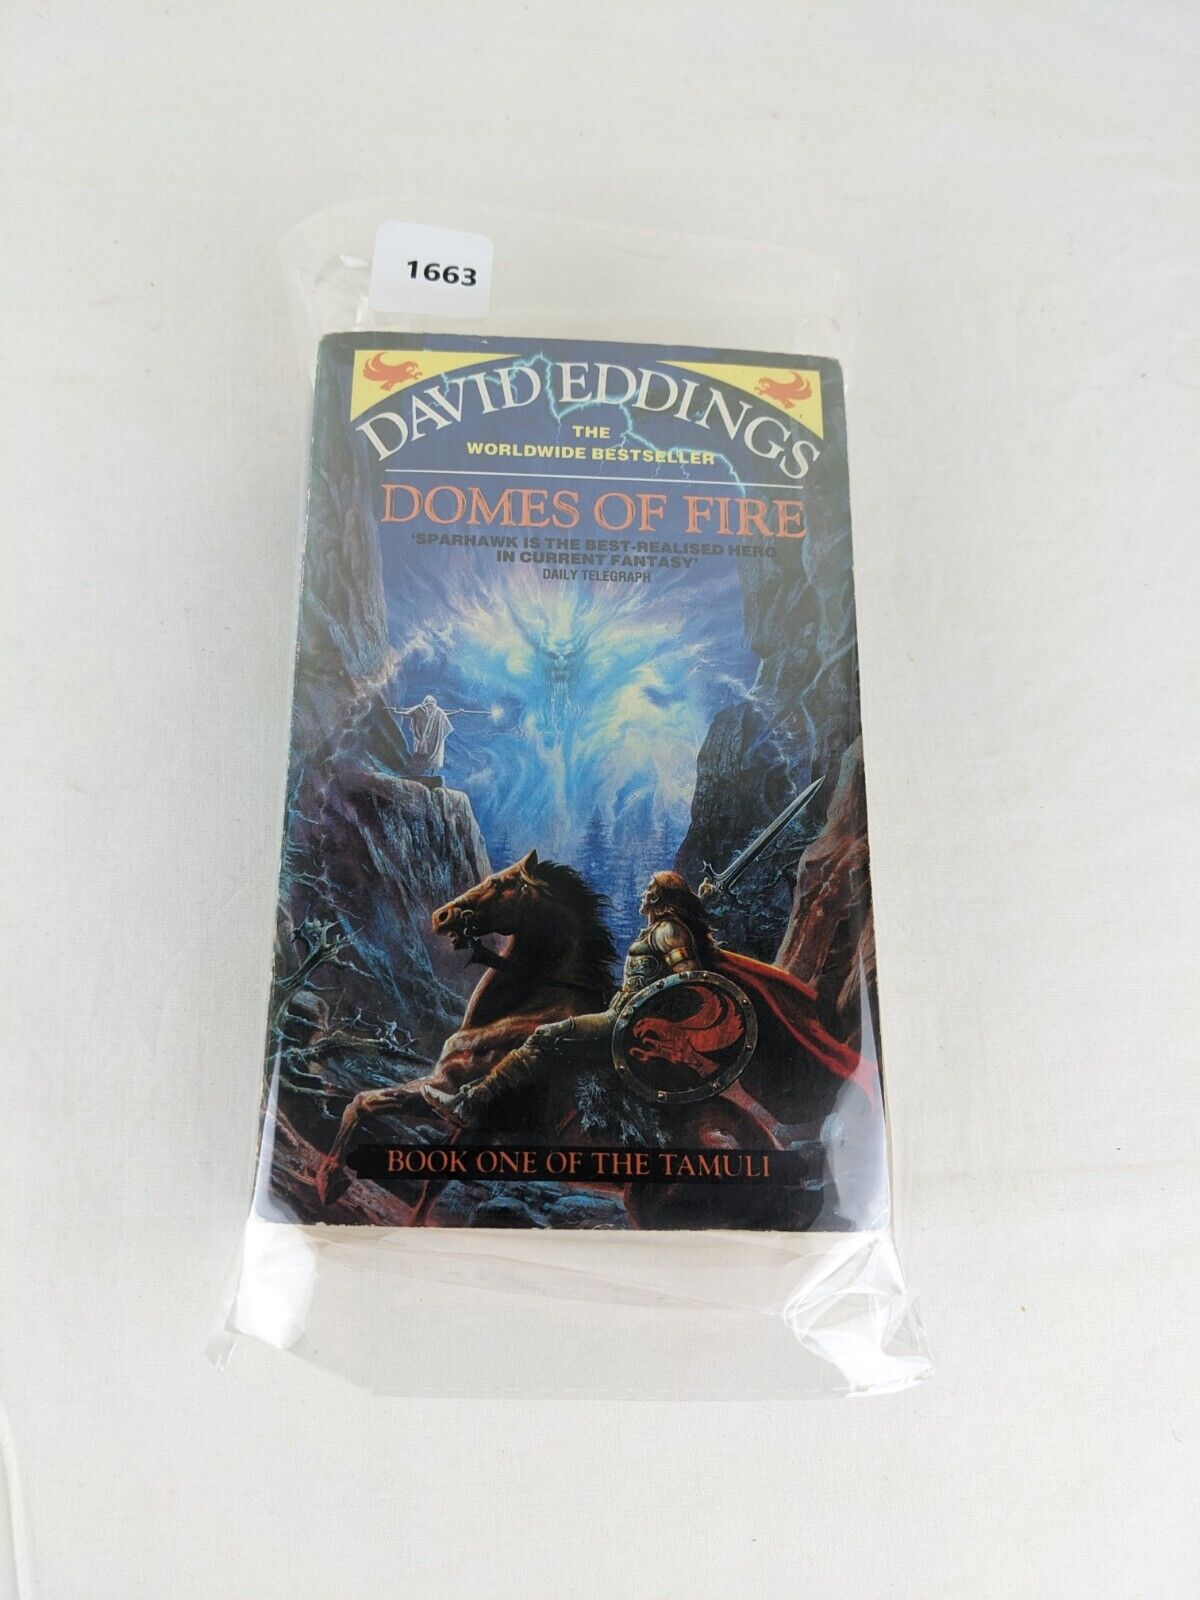 1663
DAVID EDDINGS
THE
WORLDWIDE BESTSELLER
DOMES OF FIRE
'SPARHAWK IS THE BEST-REALISED HERO
IN CURRENT FANTASY'
DAILY TELEGRAPH
BOOK ONE OF THE TAMULI